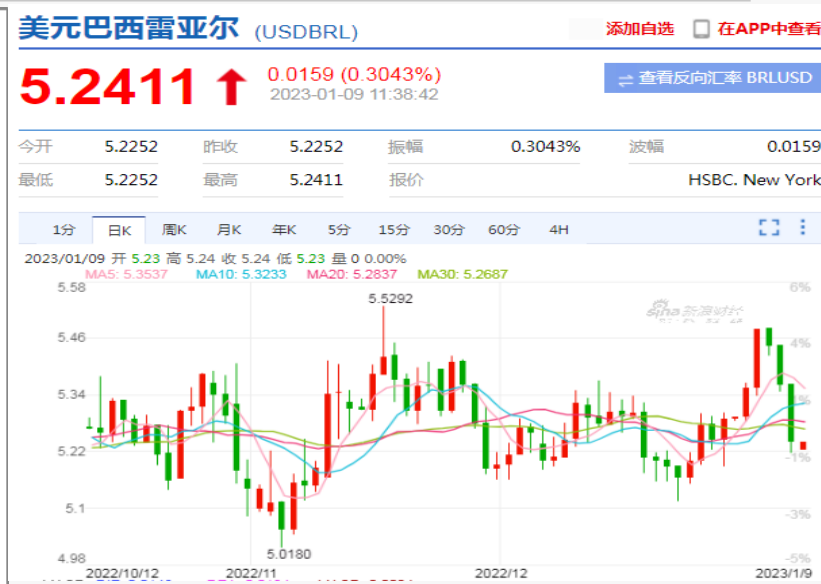 美元巴西雷亚尔 (USDBRL) 添加自选 在APP中查看
5.2411 0.0159 (0.3043%) 查看反向汇率 BRLUSD
2023-01-09 11:38:42
今开 5.2252 昨收 5.2252 振幅 0.3043% 波幅 0.0159
最低 5.2252 最高 5.2411 报价 HSBC. New York
1分 日K 周K 月K 年K 5分 15分 30分 60分 4H
2023/01/09 开 5.23 高 5.24 收 5.24 低 5.23 量 0 0.00%
MA5: 5.3537 MA10: 5.3233 MA20: 5.2837 MA30: 5.2687
5.58 6%
5.5292
sina 新浪财经
5.46 4%
5.34 1%
5.22 -1%
5.1 -3%
5.0180
4.98 -5%
2022/10/12 2022/11 2022/12 2023/1/9